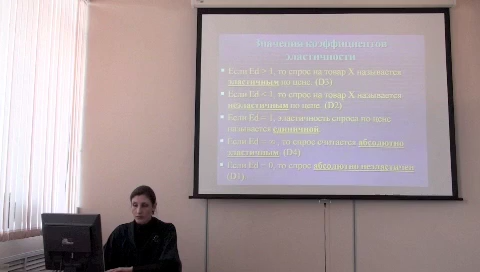 Значения коэффициентов
эластичности
• Если Ed > 1, то спрос на товар X называется
эластичным по цене. (D3)
• Если Ed < 1, то спрос на товар X называется
неэластичным по цене. (D2)
• Если Ed = 1, эластичность спроса по цене
называется единичной
• Если Ed = ∞, то спрос считается абсолютно
эластичным. (D4)
• Если Ed = 0, то спрос абсолютно неэластичен
(D1)